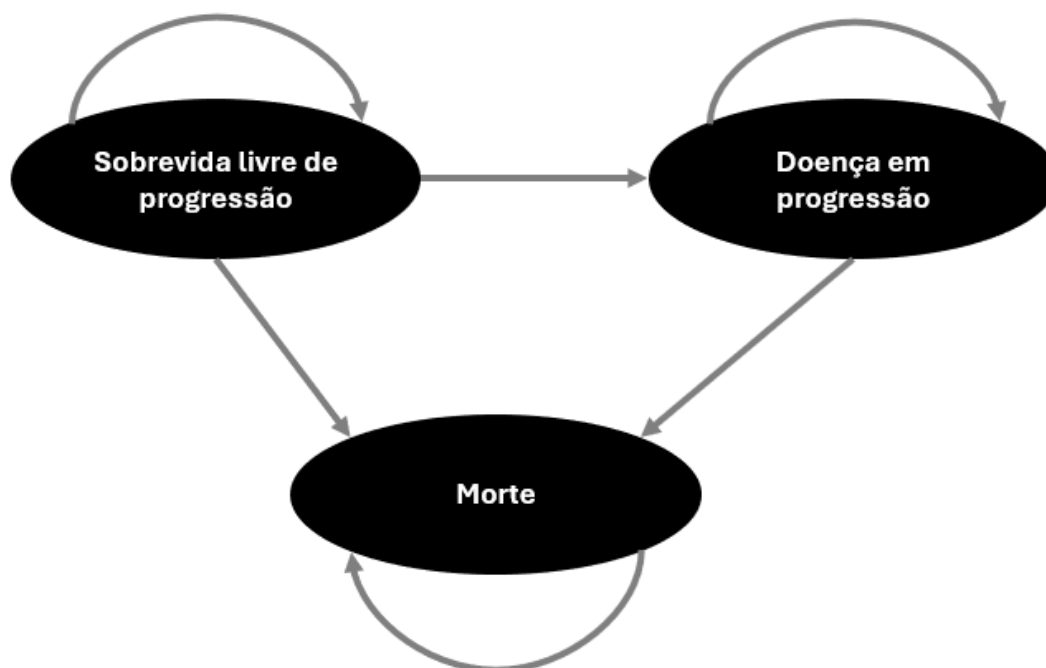 Sobrevida livre de
progressão
Doença em
progressão
Morte